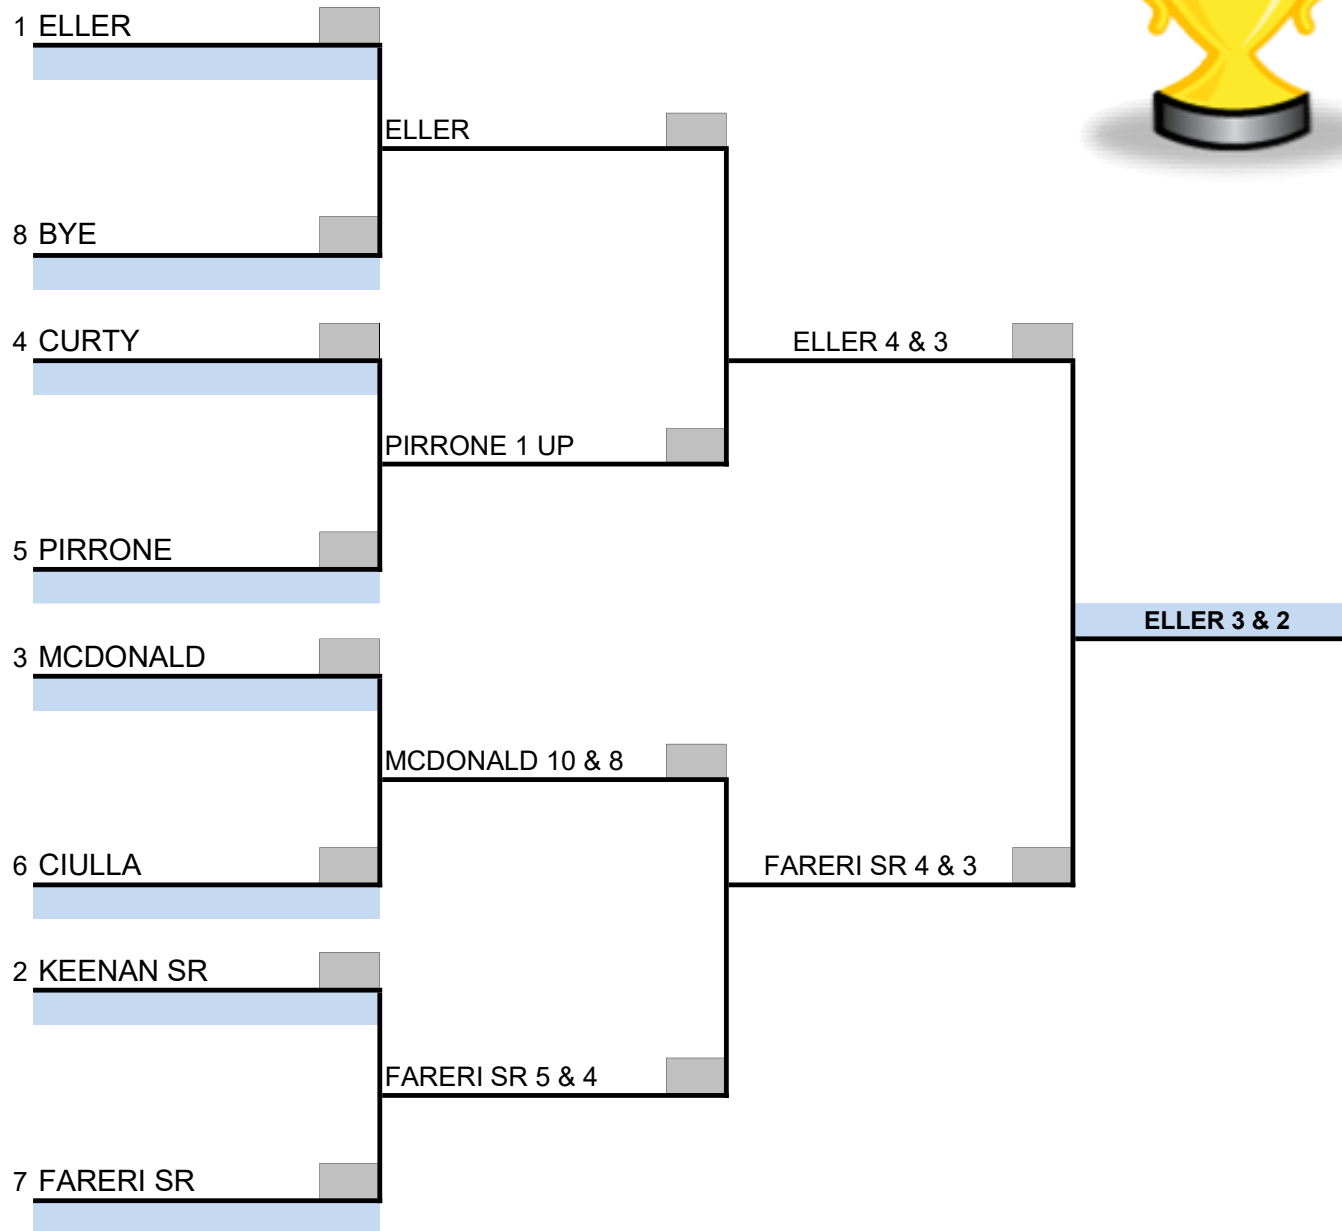 1 ELLER
ELLER
8 BYE
4 CURTY
ELLER 4 & 3
PIRRONE 1 UP
5 PIRRONE
ELLER 3 & 2
3 MCDONALD
MCDONALD 10 & 8
6 CIULLA
FARERI SR 4 & 3
2 KEENAN SR
FARERI SR 5 & 4
7 FARERI SR